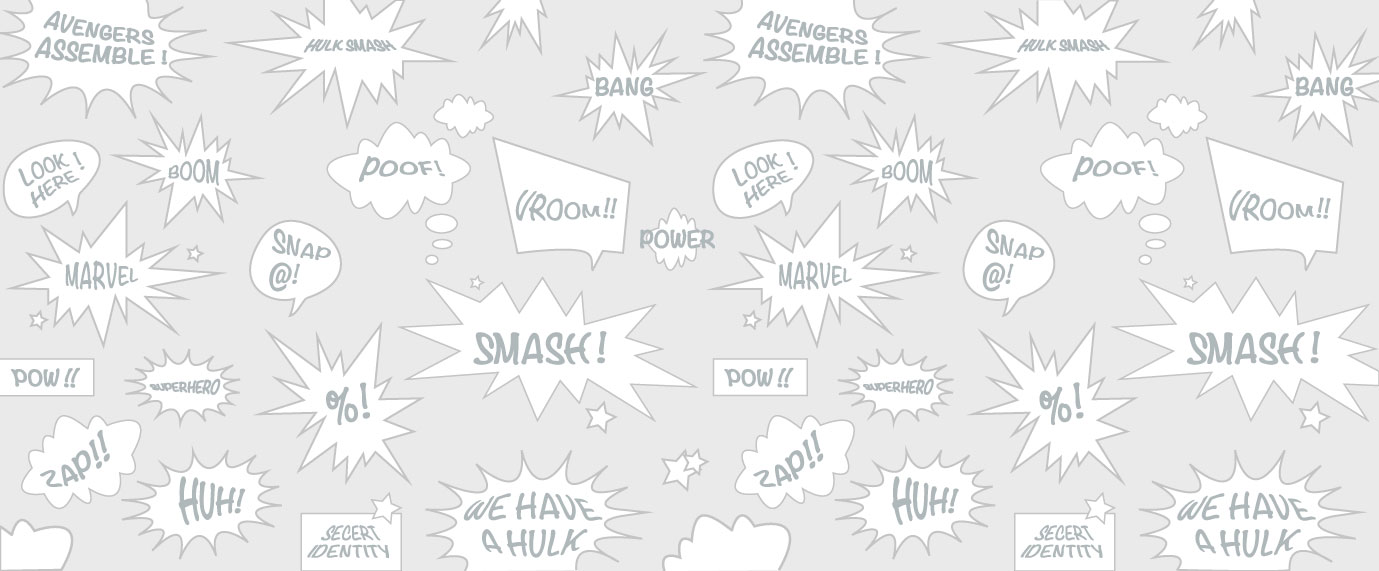 AVENGERS
ASSEMBLE !
HULK SMASH
BANG
AVENGERS
ASSEMBLE !
HULK SMASH
BANG
LOOK !
HERE !
BOOM
POOF!
VROOM!!
LOOK !
HERE !
BOOM
POOF!
VROOM!!
MARVEL
SNAP
@!
POWER
MARVEL
SNAP
@!
SMASH!
SMASH!
POW !!
SUPERHERO
%!
POW !!
SUPERHERO
%!
ZAP!!
HUH!
SECERT
IDENTITY
WE HAVE
A HULK
ZAP!!
HUH!
SECERT
IDENTITY
WE HAVE
A HULK